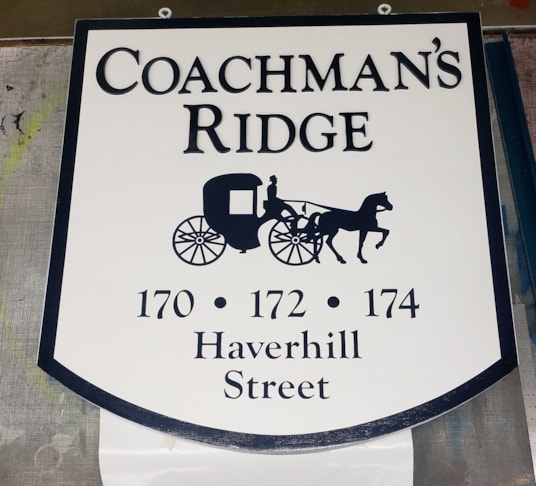 COACHMAN'S
RIDGE
170 • 172 • 174
Haverhill
Street